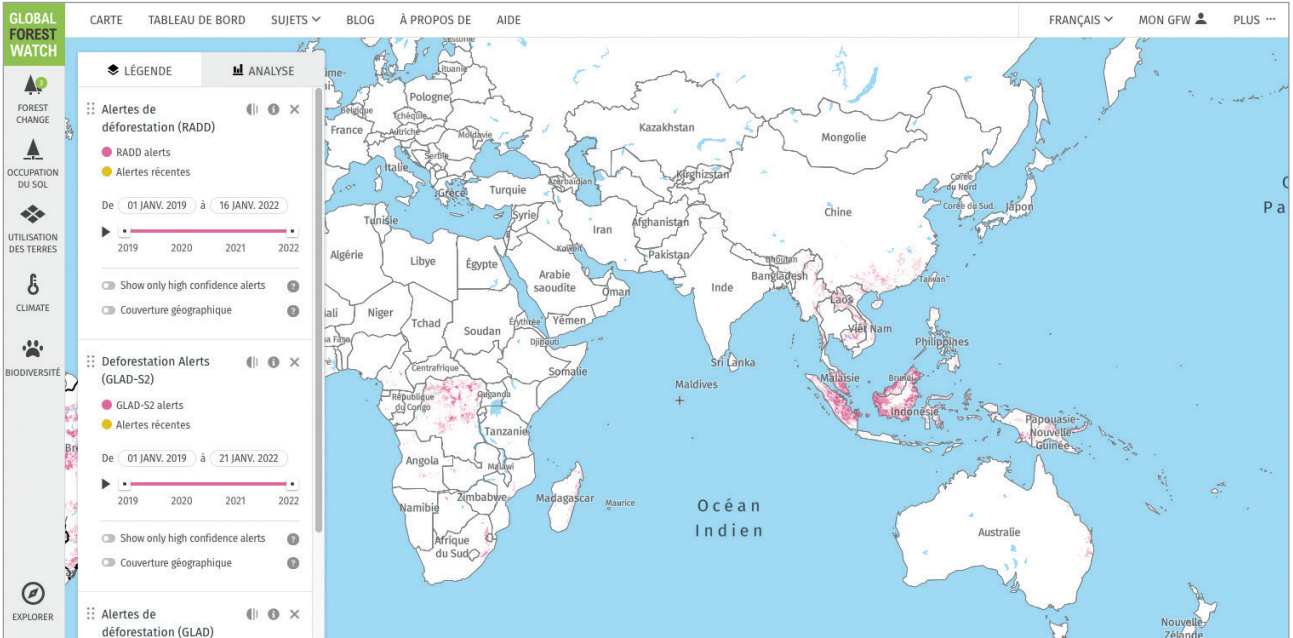 GLOBAL
FOREST
WATCH
CARTE TABLEAU DE BORD SUJETS BLOG À PROPOS DE AIDE FRANÇAIS MON GFW PLUS
FOREST
CHANGE
OCCUPATION
DU SOL
UTILISATION
DES TERRES
CLIMATE
BIODIVERSITÉ
EXPLORER
LÉGENDE ANALYSE
Alertes de
déforestation (RADD)
RADD alerts
Alertes récentes
De 01 JANV. 2019 à 16 JANV. 2022
2019 2020 2021 2022
Show only high confidence alerts
Couverture géographique
Deforestation Alerts
(GLAD-S2)
GLAD-S2 alerts
Alertes récentes
De 01 JANV. 2019 à 21 JANV. 2022
2019 2020 2021 2022
Show only high confidence alerts
Couverture géographique
Alertes de
déforestation (GLAD)
Lituanie
Pologne
Belgique
Tchéquie
France
Autriche
Moldavie
Serbie
Italie
Grèce
Turquie
Azerbaïdjan
Kazakhstan
Mongolie
Kirghizstan
Corée
du Nord
Corée du Sud
Japon
Chine
Tunisie
Syrie
Iran
Afghanistan
Algérie
Libye
Égypte
Koweït
Pakistan
Bhoutan
Bangladesh
Taiwan
Arabie
saoudite
Oman
Inde
Laos
Niger
Tchad
Soudan
Érythrée
Yémen
Djibouti
Viêt Nam
Philippines
Centrafrique
Somalie
Sri Lanka
Maldives
Malaisie
Brunei
Indonésie
République
du Congo
Ouganda
Tanzanie
Papouasie-
Nouvelle-
Guinée
Angola
Malawi
Zimbabwe
Madagascar
Maurice
Namibie
Océan
Indien
Australie
Afrique
du Sud
Nouvelle-
Zélande
Pa